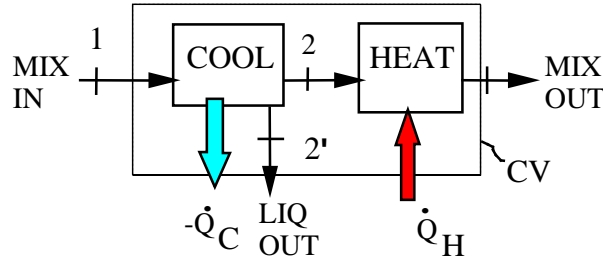 1
MIX
IN
COOL
2
HEAT
MIX
OUT
2'
CV
-Q̇C
LIQ
OUT
Q̇H